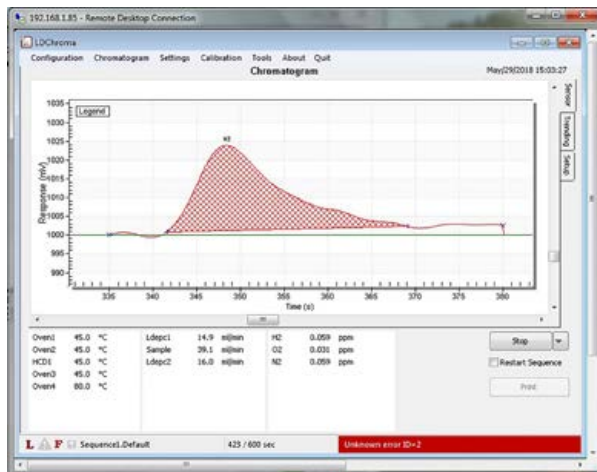 192.168.1.85 - Remote Desktop Connection
LDChroma
Configuration Chromatogram Settings Calibration Tools About Quit
Chromatogram May/29/2018 15:03:27
Legend
N2
Response (mV)
1035
1030
1025
1020
1015
1010
1005
1000
995
990
335 340 345 350 355 360 365 370 375 380
Time (s)
Sensor
Trending
Setup
Oven1 45.0 °C Ldepc1 14.9 ml/min H2 0.059 ppm
Oven2 45.0 °C Sample 39.1 ml/min O2 0.031 ppm
HCD1 45.0 °C Ldepc2 16.0 ml/min N2 0.059 ppm
Oven3 45.0 °C
Oven4 80.0 °C
Stop
Restart Sequence
Print
L F Sequence1.Default 423 / 600 sec Unknown error ID=2